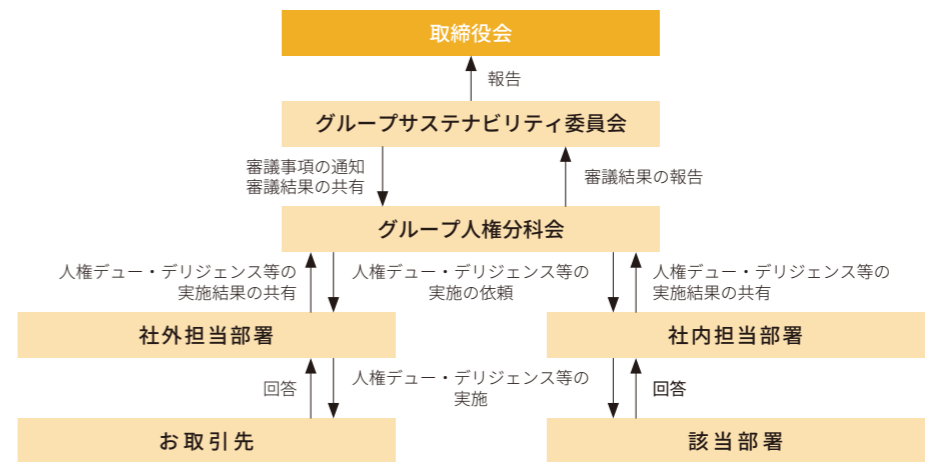 取締役会
報告
グループサステナビリティ委員会
審議事項の通知
審議結果の共有
審議結果の報告
グループ人権分科会
人権デュー・デリジェンス等の
実施結果の共有
人権デュー・デリジェンス等の
実施の依頼
人権デュー・デリジェンス等の
実施結果の共有
社外担当部署
社内担当部署
回答
人権デュー・デリジェンス等の
実施
回答
お取引先
該当部署